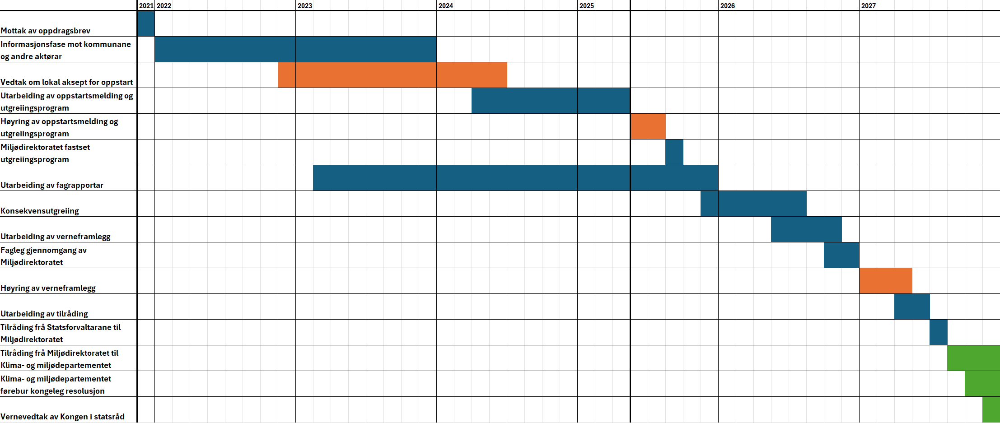 2021 2022 2023 2024 2025 2026 2027
Mottak av oppdragsbrev
Informasjonsfase mot kommunane
og andre aktørar
Vedtak om lokal aksept for oppstart
Utarbeiding av oppstartsmelding og
utgreiingsprogram
Høyring av oppstartsmelding og
utgreiingsprogram
Miljødirektoratet fastset
utgreiingsprogram
Utarbeiding av fagrapportar
Konsekvensutgreiing
Utarbeiding av verneframlegg
Fagleg gjennomgang av
Miljødirektoratet
Høyring av verneframlegg
Utarbeiding av tilråding
Tilråding frå Statsforvaltarane til
Miljødirektoratet
Tilråding frå Miljødirektoratet til
Klima- og miljødepartementet
Klima- og miljødepartementet
førebur kongeleg resolusjon
Vernevedtak av Kongen i statsråd